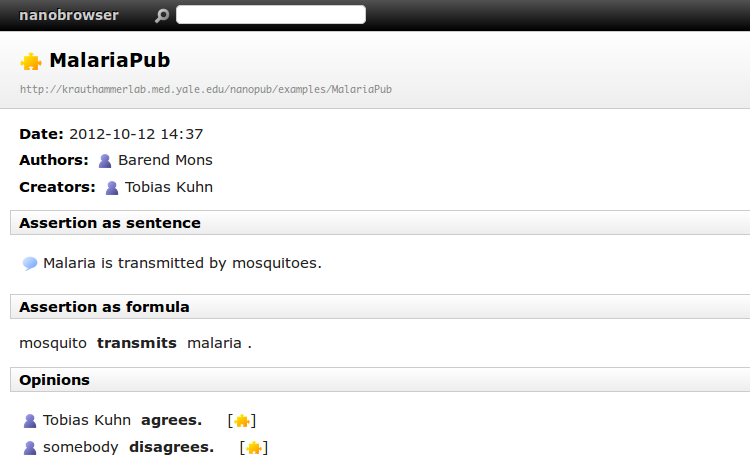 nanobrowser
MalariaPub
http://krauthammerlab.med.yale.edu/nanopub/examples/MalariaPub
Date: 2012-10-12 14:37
Authors: Barend Mons
Creators: Tobias Kuhn
Assertion as sentence
Malaria is transmitted by mosquitoes.
Assertion as formula
mosquito transmits malaria .
Opinions
Tobias Kuhn agrees. [ ]
somebody disagrees. [ ]